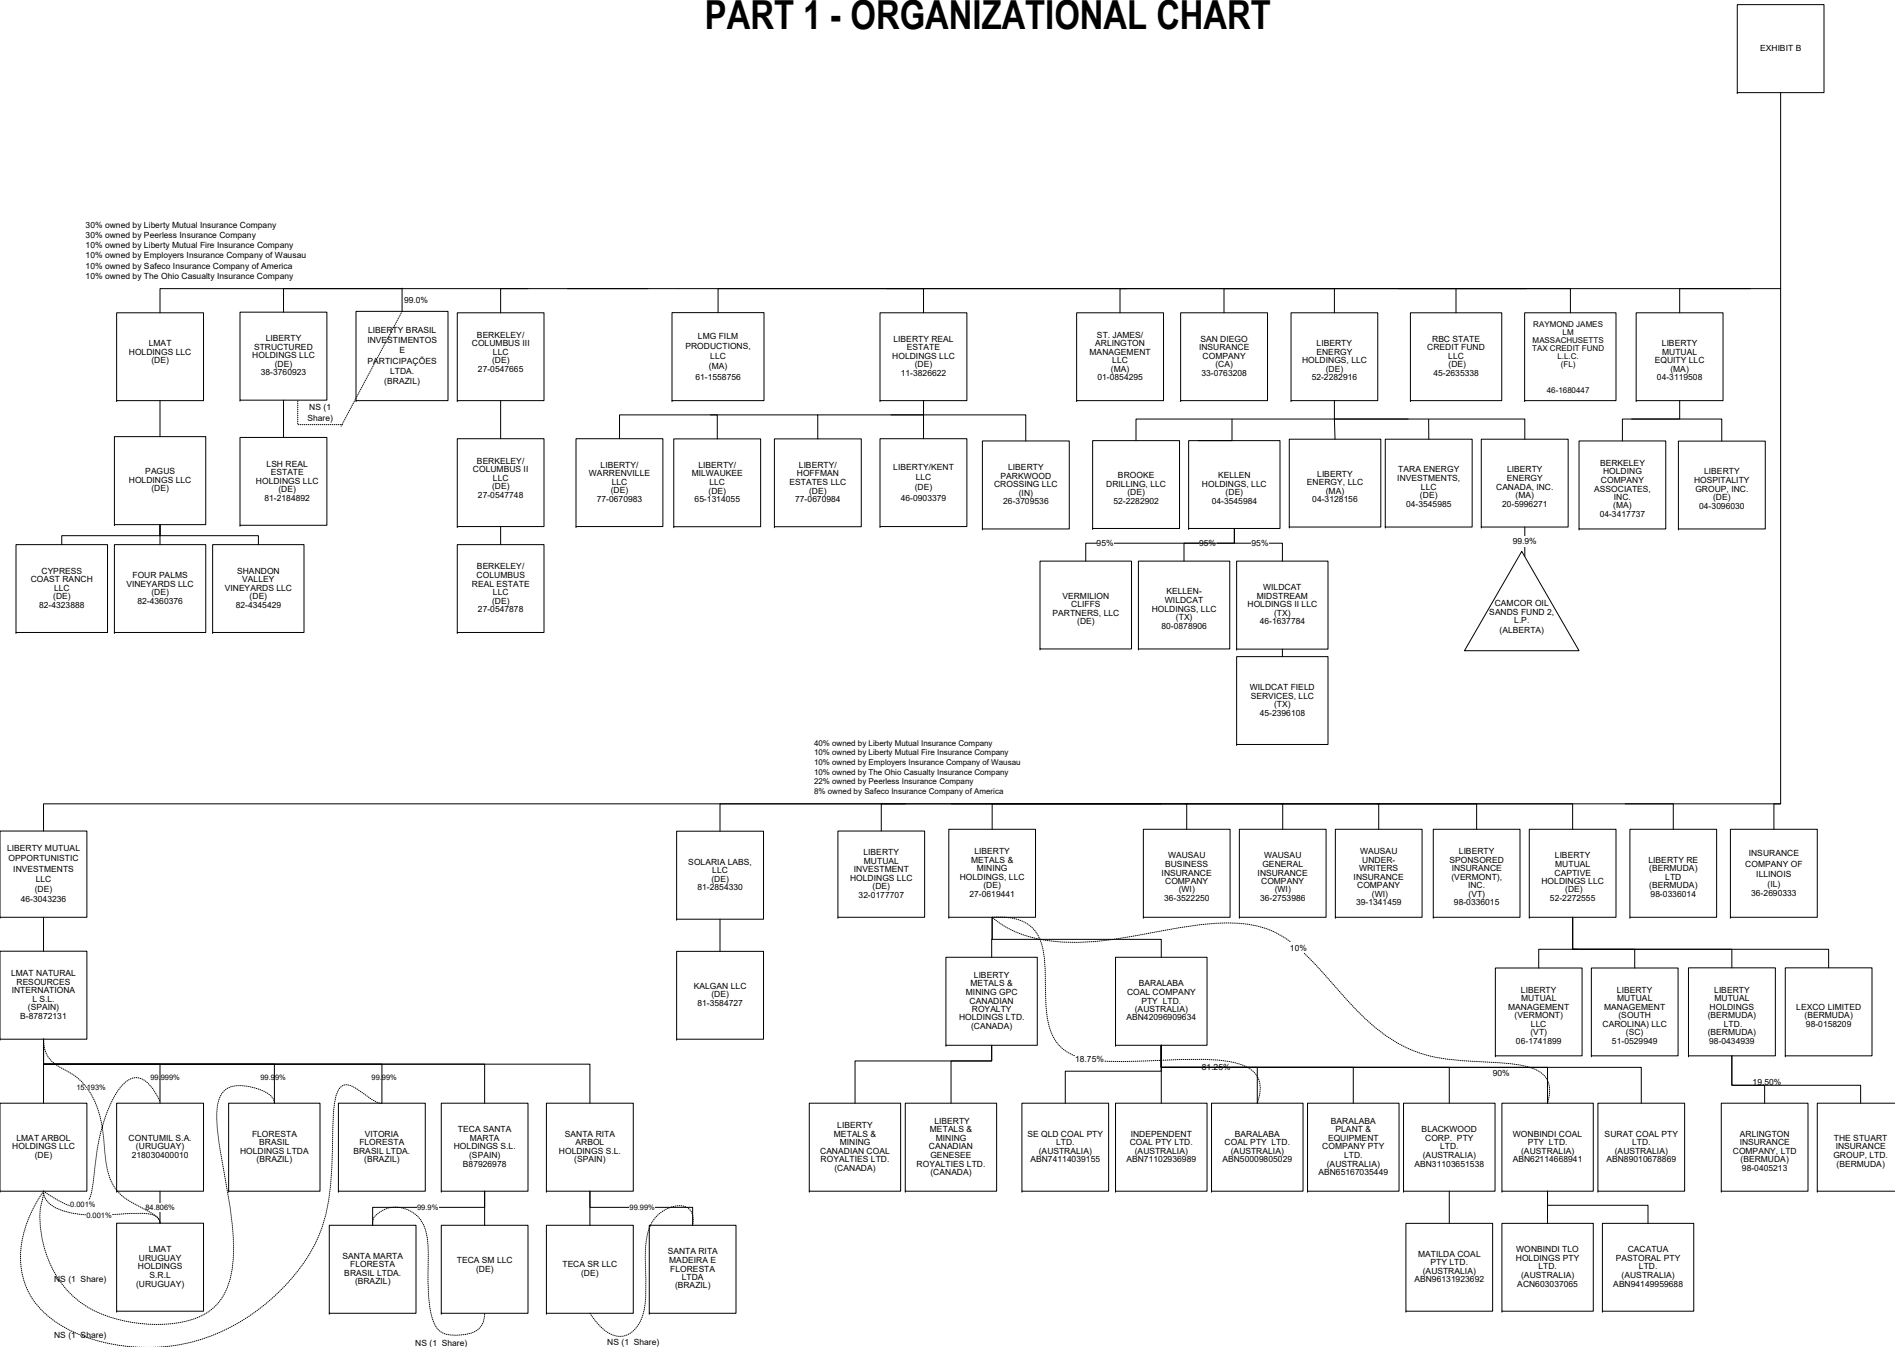 PART 1 - ORGANIZATIONAL CHART
EXHIBIT B
30% owned by Liberty Mutual Insurance Company
30% owned by Peerless Insurance Company
10% owned by Liberty Mutual Fire Insurance Company
10% owned by Employers Insurance Company of Wausau
10% owned by Safeco Insurance Company of America
10% owned by The Ohio Casualty Insurance Company
LMAT
HOLDINGS LLC
(DE)
LIBERTY
STRUCTURED
HOLDINGS LLC
(DE)
38-3760923
99.0%
LIBERTY BRASIL
INVESTIMENTOS
E
PARTICIPAÇÕES
LTDA.
(BRAZIL)
NS (1
Share)
BERKELEY/
COLUMBUS III
LLC
(DE)
27-0547665
LMG FILM
PRODUCTIONS,
LLC
(MA)
61-1558756
LIBERTY REAL
ESTATE
HOLDINGS LLC
(DE)
11-3826622
ST. JAMES/
ARLINGTON
MANAGEMENT
LLC
(MA)
01-0854295
SAN DIEGO
INSURANCE
COMPANY
(CA)
33-0763208
LIBERTY
ENERGY
HOLDINGS, LLC
(DE)
52-2282916
RBC STATE
CREDIT FUND
LLC
(DE)
45-2635338
RAYMOND JAMES
LM
MASSACHUSETTS
TAX CREDIT FUND
L.L.C.
(FL)
46-1680447
LIBERTY
MUTUAL
EQUITY LLC
(MA)
04-3119508
PAGUS
HOLDINGS LLC
(DE)
LSH REAL
ESTATE
HOLDINGS LLC
(DE)
81-2184892
BERKELEY/
COLUMBUS II
LLC
(DE)
27-0547748
LIBERTY/
WARRENVILLE
LLC
(DE)
77-0670983
LIBERTY/
MILWAUKEE
LLC
(DE)
65-1314055
LIBERTY/
HOFFMAN
ESTATES LLC
(DE)
77-0670984
LIBERTY/KENT
LLC
(DE)
46-0903379
LIBERTY
PARKWOOD
CROSSING LLC
(IN)
26-3709536
BROOKE
DRILLING, LLC
(DE)
52-2282902
KELLEN
HOLDINGS, LLC
(DE)
04-3545984
LIBERTY
ENERGY, LLC
(MA)
04-3128156
TARA ENERGY
INVESTMENTS,
LLC
(DE)
04-3545985
LIBERTY
ENERGY
CANADA, INC.
(MA)
20-5996271
BERKELEY
HOLDING
COMPANY
ASSOCIATES,
INC.
(MA)
04-3417737
LIBERTY
HOSPITALITY
GROUP, INC.
(DE)
04-3096030
CYPRESS
COAST RANCH
LLC
(DE)
82-4323888
FOUR PALMS
VINEYARDS LLC
(DE)
82-4360376
SHANDON
VALLEY
VINEYARDS LLC
(DE)
82-4345429
BERKELEY/
COLUMBUS
REAL ESTATE
LLC
(DE)
27-0547878
95%
95%
95%
99.9%
VERMILION
CLIFFS
PARTNERS, LLC
(DE)
KELLEN-
WILDCAT
HOLDINGS, LLC
(TX)
80-0878906
WILDCAT
MIDSTREAM
HOLDINGS II LLC
(TX)
46-1637784
CAMCOR OIL
SANDS FUND 2,
L.P.
(ALBERTA)
WILDCAT FIELD
SERVICES, LLC
(TX)
45-2396108
40% owned by Liberty Mutual Insurance Company
10% owned by Liberty Mutual Fire Insurance Company
10% owned by Employers Insurance Company of Wausau
10% owned by The Ohio Casualty Insurance Company
22% owned by Peerless Insurance Company
8% owned by Safeco Insurance Company of America
LIBERTY MUTUAL
OPPORTUNISTIC
INVESTMENTS
LLC
(DE)
46-3043236
SOLARIA LABS,
LLC
(DE)
81-2854330
LIBERTY
MUTUAL
INVESTMENT
HOLDINGS LLC
(DE)
32-0177707
LIBERTY
METALS &
MINING
HOLDINGS, LLC
(DE)
27-0619441
WAUSAU
BUSINESS
INSURANCE
COMPANY
(WI)
36-3522250
WAUSAU
GENERAL
INSURANCE
COMPANY
(WI)
36-2753986
WAUSAU
UNDER-
WRITERS
INSURANCE
COMPANY
(WI)
39-1341459
LIBERTY
SPONSORED
INSURANCE
(VERMONT),
INC.
(VT)
98-0336015
LIBERTY
MUTUAL
CAPTIVE
HOLDINGS LLC
(DE)
52-2272555
LIBERTY RE
(BERMUDA)
LTD
(BERMUDA)
98-0336014
INSURANCE
COMPANY OF
ILLINOIS
(IL)
36-2690333
10%
LMAT NATURAL
RESOURCES
INTERNATIONA
L S.L.
(SPAIN)
B-87872131
KALGAN LLC
(DE)
81-3584727
LIBERTY
METALS &
MINING GPC
CANADIAN
ROYALTY
HOLDINGS LTD.
(CANADA)
BARALABA
COAL COMPANY
PTY LTD.
(AUSTRALIA)
ABN42096909634
LIBERTY
MUTUAL
MANAGEMENT
(VERMONT)
LLC
(VT)
06-1741899
LIBERTY
MUTUAL
MANAGEMENT
(SOUTH
CAROLINA) LLC
(SC)
51-0529949
LIBERTY
MUTUAL
HOLDINGS
(BERMUDA)
LTD.
(BERMUDA)
98-0434939
LEXCO LIMITED
(BERMUDA)
98-0158209
15.193%
99.999%
99.99%
99.99%
18.75%
81.25%
90%
19.50%
LMAT ARBOL
HOLDINGS LLC
(DE)
CONTUMIL S.A.
(URUGUAY)
218030400010
FLORESTA
BRASIL
HOLDINGS LTDA
(BRAZIL)
VITORIA
FLORESTA
BRASIL LTDA.
(BRAZIL)
TECA SANTA
MARTA
HOLDINGS S.L.
(SPAIN)
B87926978
SANTA RITA
ARBOL
HOLDINGS S.L.
(SPAIN)
LIBERTY
METALS &
MINING
CANADIAN COAL
ROYALTIES LTD.
(CANADA)
LIBERTY
METALS &
MINING
CANADIAN
GENESEE
ROYALTIES LTD.
(CANADA)
SE QLD COAL PTY
LTD.
(AUSTRALIA)
ABN74114039155
INDEPENDENT
COAL PTY LTD.
(AUSTRALIA)
ABN71102936989
BARALABA
COAL PTY LTD.
(AUSTRALIA)
ABN50009805029
BARALABA
PLANT &
EQUIPMENT
COMPANY PTY
LTD.
(AUSTRALIA)
ABN65167035449
BLACKWOOD
CORP. PTY
LTD.
(AUSTRALIA)
ABN31103651538
WONBINDI COAL
PTY LTD.
(AUSTRALIA)
ABN62114668941
SURAT COAL PTY
LTD.
(AUSTRALIA)
ABN89010678869
ARLINGTON
INSURANCE
COMPANY, LTD
(BERMUDA)
98-0405213
THE STUART
INSURANCE
GROUP, LTD.
(BERMUDA)
0.001%
0.001%
84.806%
99.9%
99.99%
LMAT
URUGUAY
HOLDINGS
S.R.L
(URUGUAY)
SANTA MARTA
FLORESTA
BRASIL LTDA.
(BRAZIL)
TECA SM LLC
(DE)
TECA SR LLC
(DE)
SANTA RITA
MADEIRA E
FLORESTA
LTDA
(BRAZIL)
MATILDA COAL
PTY LTD.
(AUSTRALIA)
ABN96131923692
WONBINDI TLO
HOLDINGS PTY
LTD.
(AUSTRALIA)
ACN603037065
CACATUA
PASTORAL PTY
LTD.
(AUSTRALIA)
ABN94149959688
NS (1 Share)
NS (1 Share)
NS (1 Share)
NS (1 Share)